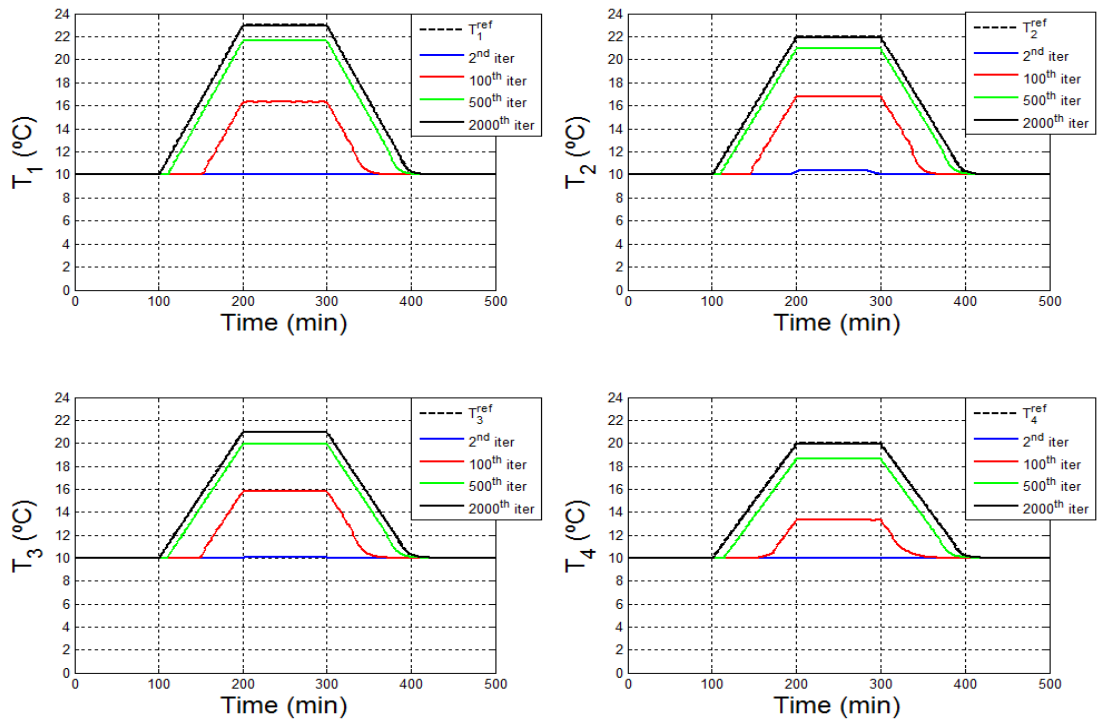 T₁ (ºC)
24
22
20
18
16
14
12
10
8
6
4
2
0
0 100 200 300 400 500
Time (min)
T₁ʳᵉᶠ
2ⁿᵈ iter
100ᵗʰ iter
500ᵗʰ iter
2000ᵗʰ iter
T₂ (ºC)
24
22
20
18
16
14
12
10
8
6
4
2
0
0 100 200 300 400 500
Time (min)
T₂ʳᵉᶠ
2ⁿᵈ iter
100ᵗʰ iter
500ᵗʰ iter
2000ᵗʰ iter
T₃ (ºC)
24
22
20
18
16
14
12
10
8
6
4
2
0
0 100 200 300 400 500
Time (min)
T₃ʳᵉᶠ
2ⁿᵈ iter
100ᵗʰ iter
500ᵗʰ iter
2000ᵗʰ iter
T₄ (ºC)
24
22
20
18
16
14
12
10
8
6
4
2
0
0 100 200 300 400 500
Time (min)
T₄ʳᵉᶠ
2ⁿᵈ iter
100ᵗʰ iter
500ᵗʰ iter
2000ᵗʰ iter